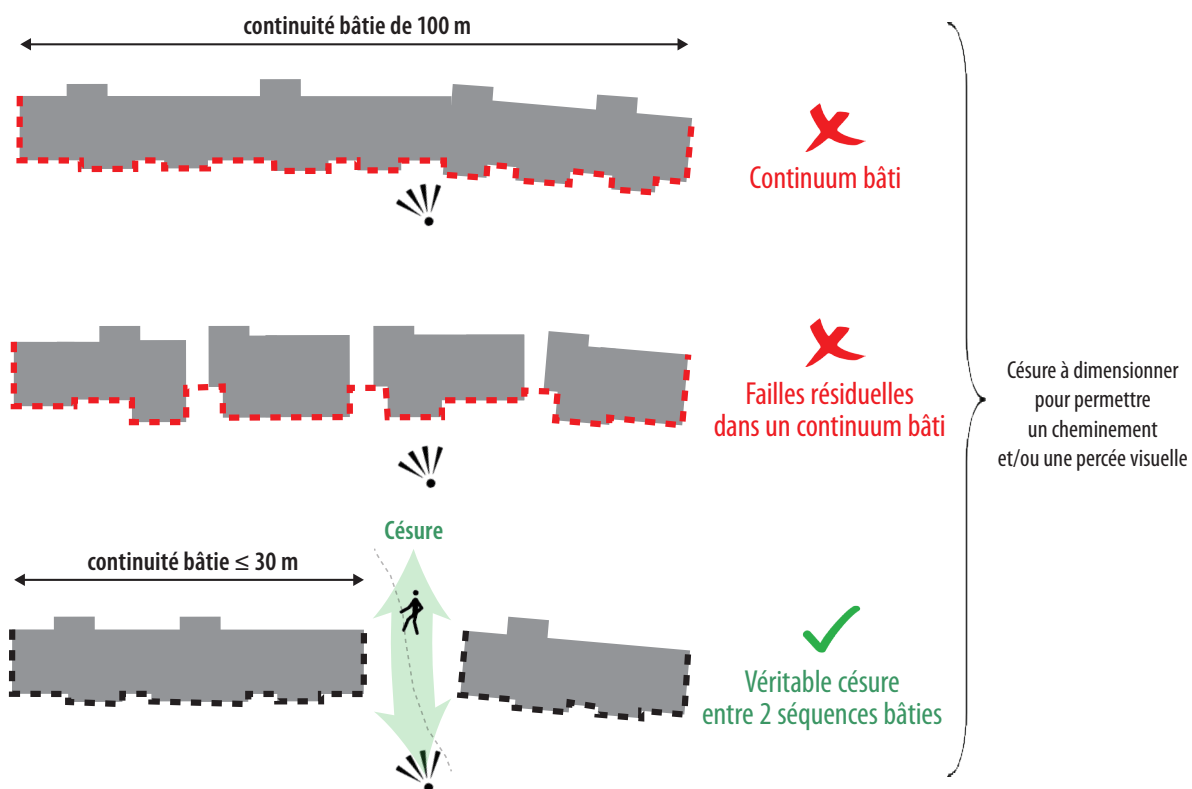 continuité bâtie de 100 m
Continuum bâti
Failles résiduelles
dans un continuum bâti
Césure à dimensionner
pour permettre
un cheminement
et/ou une percée visuelle
Césure
continuité bâtie ≤ 30 m
Véritable césure
entre 2 séquences bâties